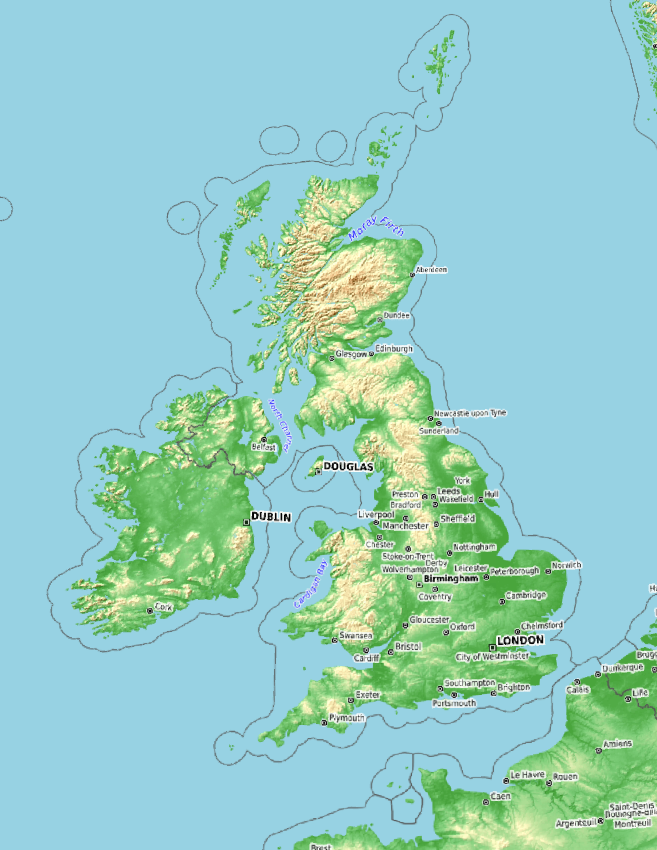 Moray Firth
Aberdeen
Dundee
Edinburgh
Glasgow
North Channel
Newcastle upon Tyne
Sunderland
Belfast
York
DOUGLAS
Leeds
Preston
Hull
Wakefield
Bradford
Liverpool
DUBLIN
Sheffield
Manchester
Chester
Nottingham
Stoke-on-Trent
Derby
Norwich
Leicester
Peterborough
Wolverhampton
Birmingham
Cardigan Bay
Coventry
Cambridge
Cork
Gloucester
Chelmsford
Oxford
Swansea
LONDON
Bristol
Cardiff
City of Westminster
Dunkerque
Southampton
Brighton
Calais
Lille
Exeter
Portsmouth
Plymouth
Amiens
Le Havre
Rouen
Caen
Saint-Denis
Argenteuil
Montreuil
Brest